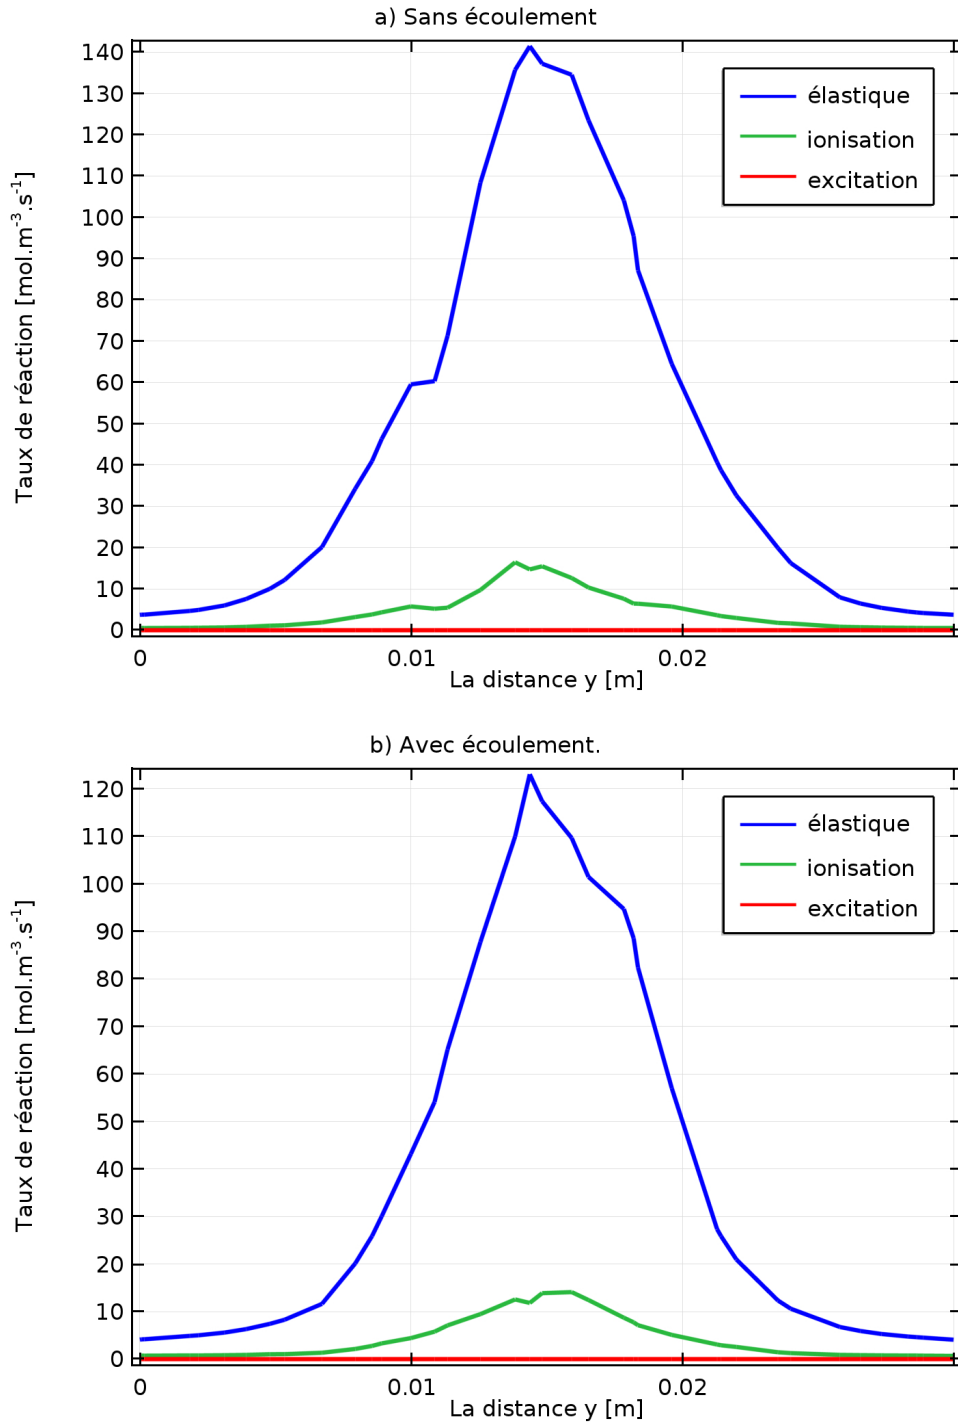 a) Sans écoulement
140
130
120
110
100
90
80
70
60
50
40
30
20
10
0
Taux de réaction [mol.m⁻³.s⁻¹]
élastique
ionisation
excitation
0 0.01 0.02
La distance y [m]
b) Avec écoulement.
120
110
100
90
80
70
60
50
40
30
20
10
0
Taux de réaction [mol.m⁻³.s⁻¹]
élastique
ionisation
excitation
0 0.01 0.02
La distance y [m]